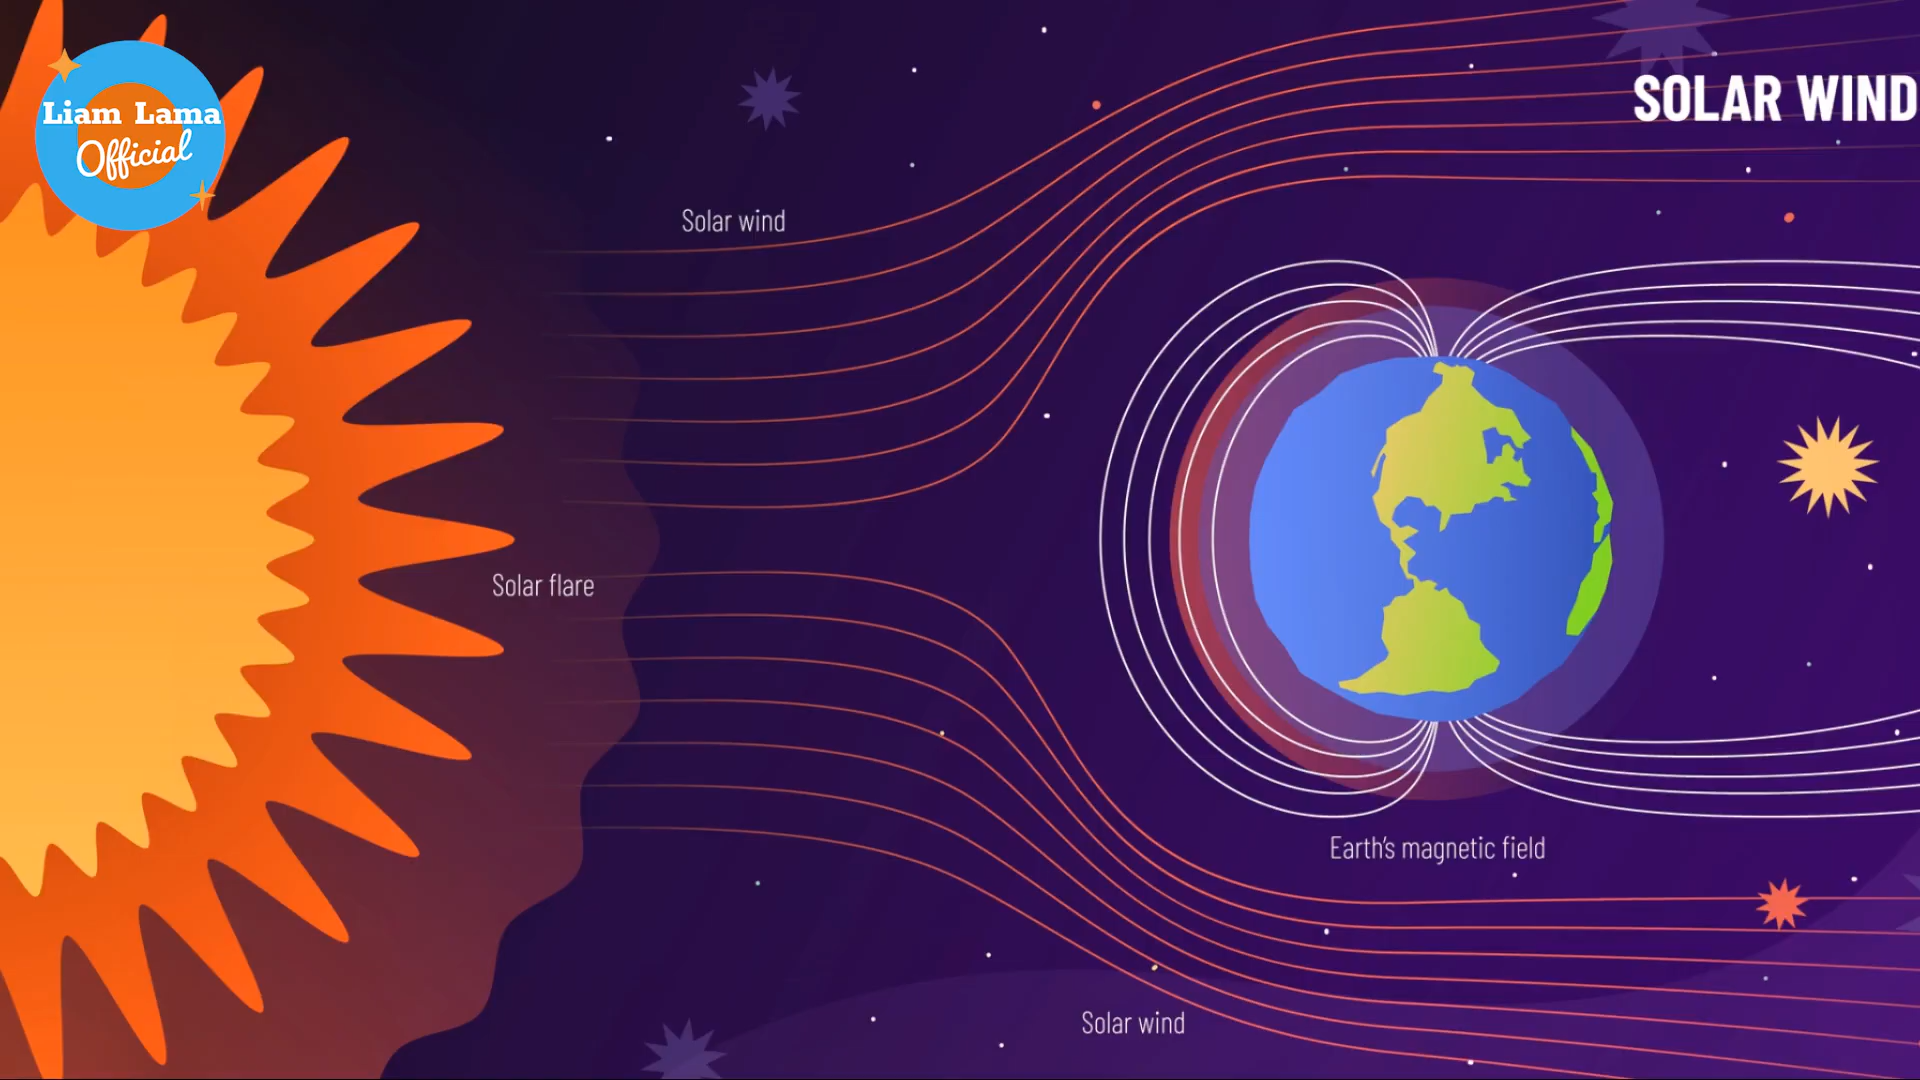 Liam Lama
Official
SOLAR WIND
Solar wind
Solar flare
Earth's magnetic field
Solar wind